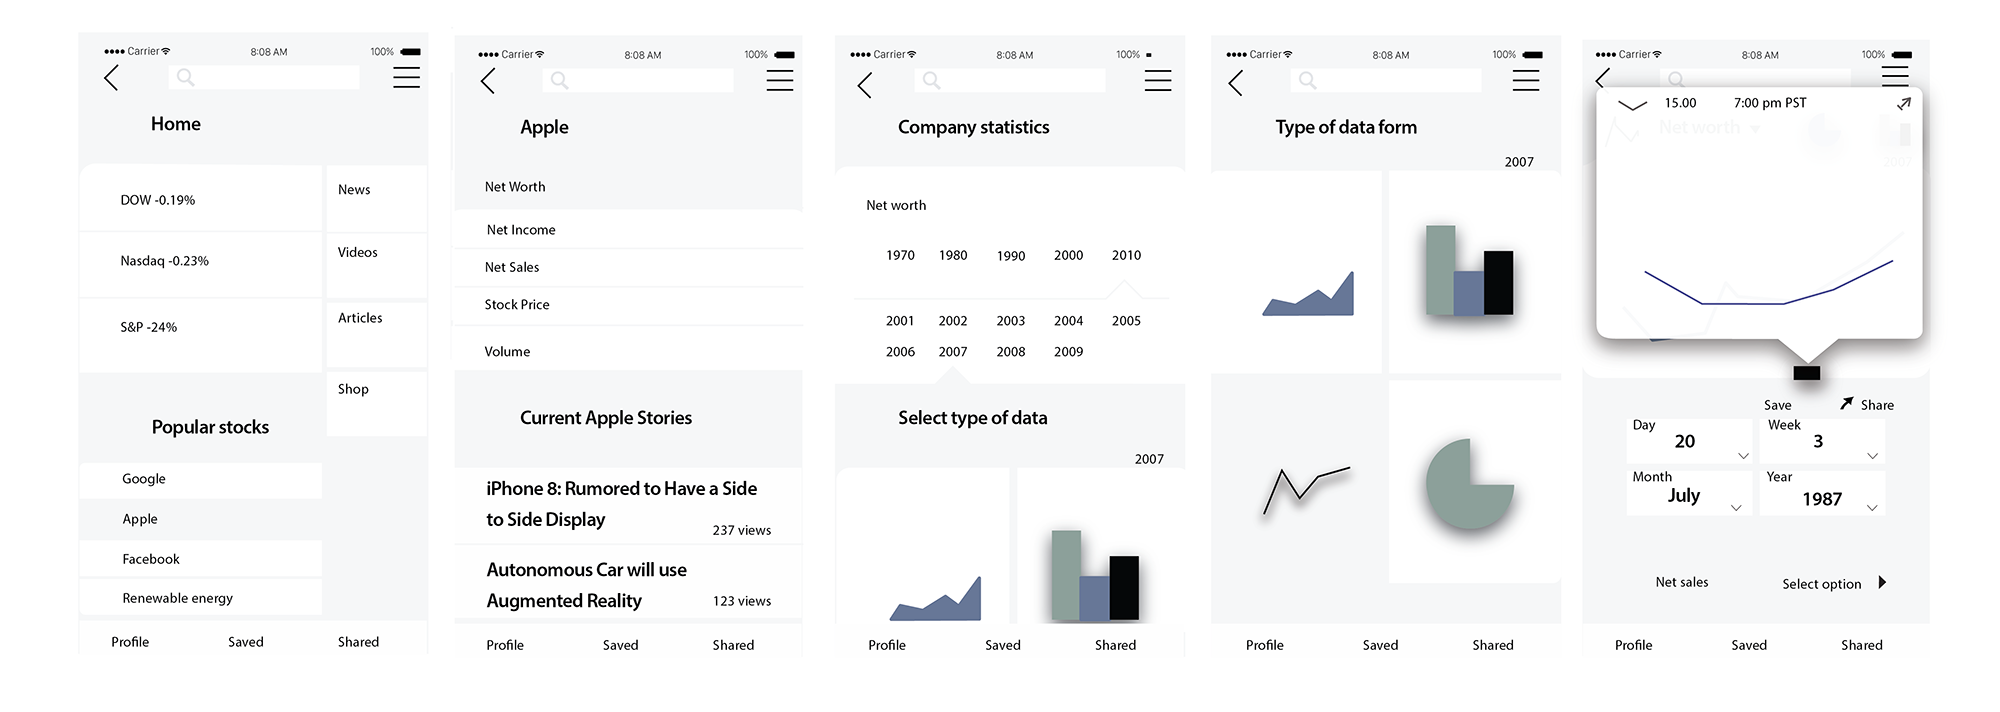 Carrier 8:08 AM 100%
Home
DOW -0.19%
Nasdaq -0.23%
S&P -24%
News
Videos
Articles
Shop
Popular stocks
Google
Apple
Facebook
Renewable energy
Profile Saved Shared
Carrier 8:08 AM 100%
Apple
Net Worth
Net Income
Net Sales
Stock Price
Volume
Current Apple Stories
iPhone 8: Rumored to Have a Side
to Side Display
237 views
Autonomous Car will use
Augmented Reality
123 views
Profile Saved Shared
Carrier 8:08 AM 100%
Company statistics
Net worth
1970 1980 1990 2000 2010
2001 2002 2003 2004 2005
2006 2007 2008 2009
Select type of data
2007
Profile Saved Shared
Carrier 8:08 AM 100%
Type of data form
2007
Profile Saved Shared
Carrier 8:08 AM 100%
15.00 7:00 pm PST
Net worth
2007
Save Share
Day
20
Week
3
Month
July
Year
1987
Net sales Select option
Profile Saved Shared